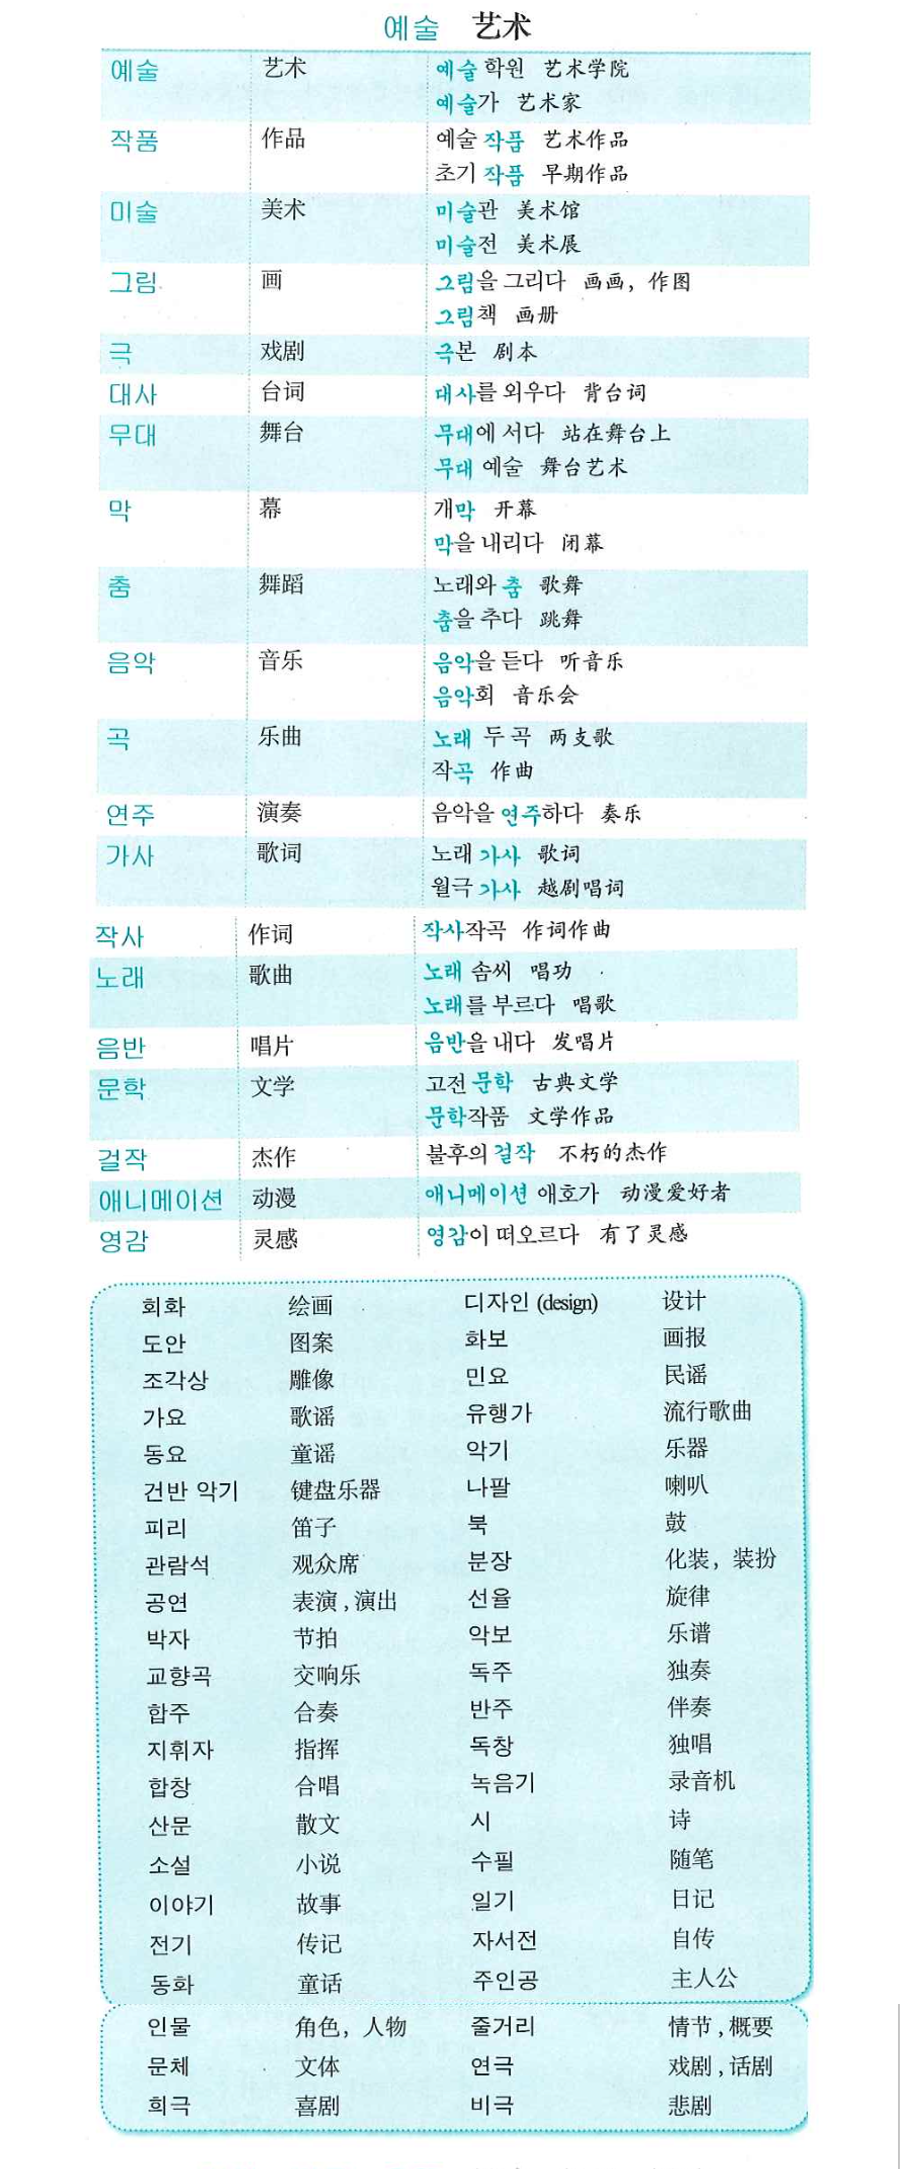 예술 艺术
예술 艺术 예술 학원 艺术学院
예술가 艺术家
작품 作品 예술 작품 艺术作品
초기 작품 早期作品
미술 美术 미술관 美术馆
미술전 美术展
그림 画 그림을 그리다 画画，作图
그림책 画册
극 戏剧 극본 剧本
대사 台词 대사를 외우다 背台词
무대 舞台 무대에 서다 站在舞台上
무대 예술 舞台艺术
막 幕 개막 开幕
막을 내리다 闭幕
춤 舞蹈 노래와 춤 歌舞
춤을 추다 跳舞
음악 音乐 음악을 듣다 听音乐
음악회 音乐会
곡 乐曲 노래 두 곡 两支歌
작곡 作曲
연주 演奏 음악을 연주하다 奏乐
가사 歌词 노래 가사 歌词
월극 가사 越剧唱词
작사 作词 작사작곡 作词作曲
노래 歌曲 노래 솜씨 唱功
노래를 부르다 唱歌
음반 唱片 음반을 내다 发唱片
문학 文学 고전 문학 古典文学
문학작품 文学作品
걸작 杰作 불후의 걸작 不朽的杰作
애니메이션 动漫 애니메이션 애호가 动漫爱好者
영감 灵感 영감이 떠오르다 有了灵感
회화 绘画 디자인 (design) 设计
도안 图案 화보 画报
조각상 雕像 민요 民谣
가요 歌谣 유행가 流行歌曲
동요 童谣 악기 乐器
건반 악기 键盘乐器 나팔 喇叭
피리 笛子 북 鼓
관람석 观众席 분장 化装，装扮
공연 表演,演出 선율 旋律
박자 节拍 악보 乐谱
교향곡 交响乐 독주 独奏
합주 合奏 반주 伴奏
지휘자 指挥 독창 独唱
합창 合唱 녹음기 录音机
산문 散文 시 诗
소설 小说 수필 随笔
이야기 故事 일기 日记
전기 传记 자서전 自传
동화 童话 주인공 主人公
인물 角色，人物 줄거리 情节,概要
문체 文体 연극 戏剧,话剧
희극 喜剧 비극 悲剧